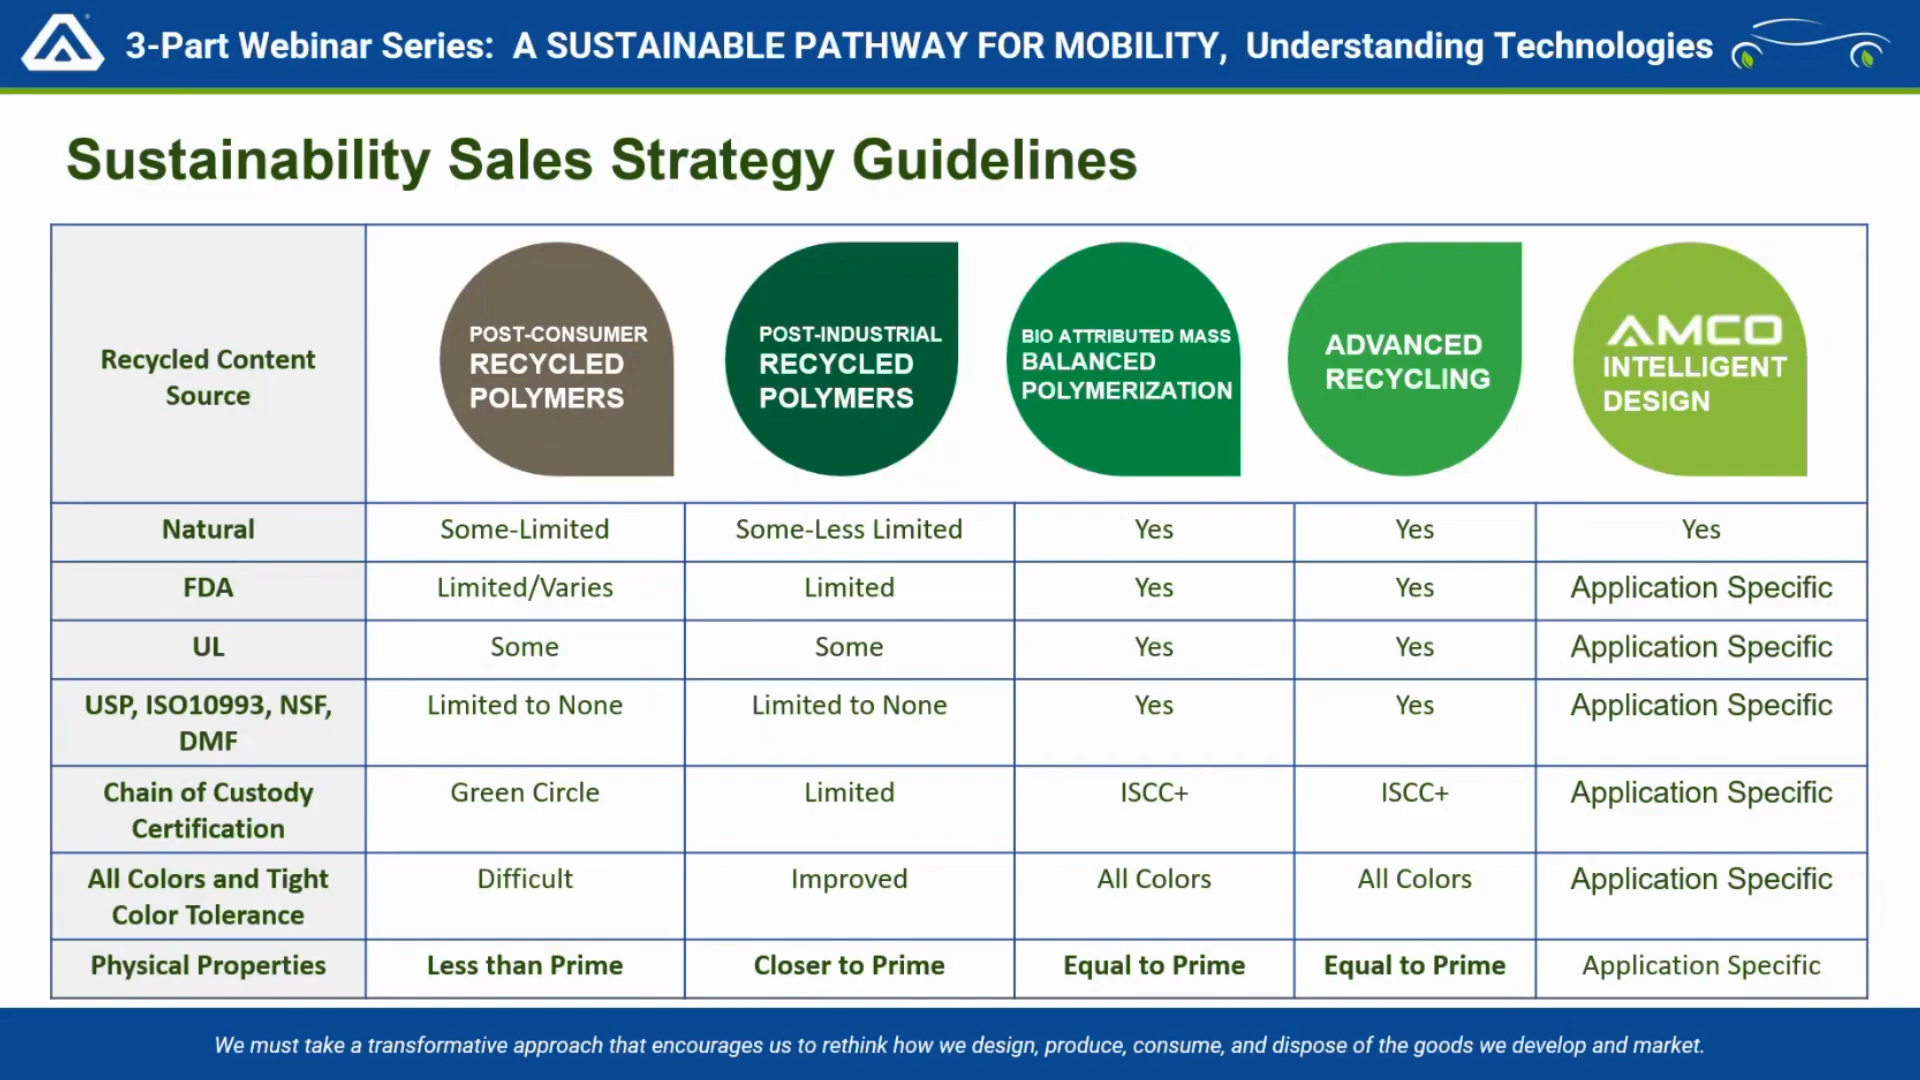 3-Part Webinar Series: A SUSTAINABLE PATHWAY FOR MOBILITY, Understanding Technologies
Sustainability Sales Strategy Guidelines
Recycled Content
Source
POST-CONSUMER
RECYCLED
POLYMERS
POST-INDUSTRIAL
RECYCLED
POLYMERS
BIO ATTRIBUTED MASS
BALANCED
POLYMERIZATION
ADVANCED
RECYCLING
AMCO
INTELLIGENT
DESIGN
Natural Some-Limited Some-Less Limited Yes Yes Yes
FDA Limited/Varies Limited Yes Yes Application Specific
UL Some Some Yes Yes Application Specific
USP, ISO10993, NSF,
DMF
Limited to None Limited to None Yes Yes Application Specific
Chain of Custody
Certification
Green Circle Limited ISCC+ ISCC+ Application Specific
All Colors and Tight
Color Tolerance
Difficult Improved All Colors All Colors Application Specific
Physical Properties Less than Prime Closer to Prime Equal to Prime Equal to Prime Application Specific
We must take a transformative approach that encourages us to rethink how we design, produce, consume, and dispose of the goods we develop and market.